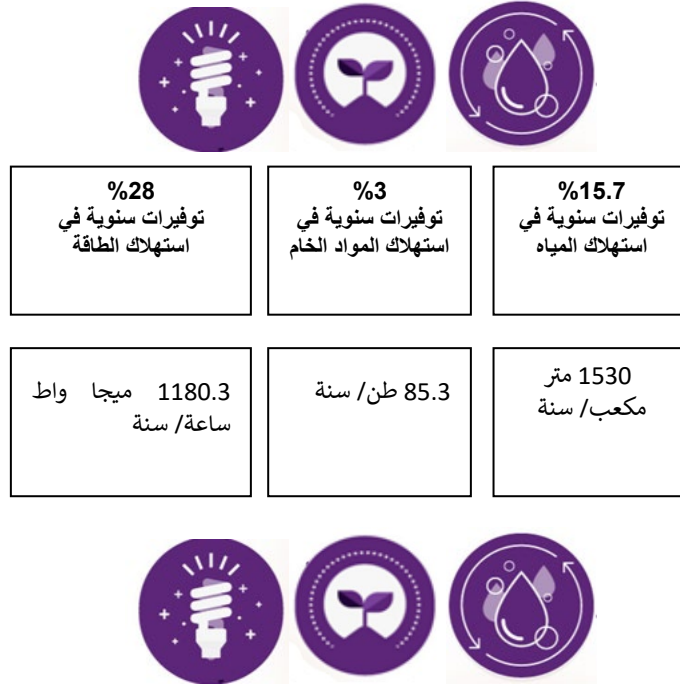 %15.7
توفيرات سنوية في
استهلاك المياه
%3
توفيرات سنوية في
استهلاك المواد الخام
%28
توفيرات سنوية في
استهلاك الطاقة
1530 متر
مكعب/ سنة
85.3 طن/ سنة
1180.3 ميجا واط
ساعة/ سنة